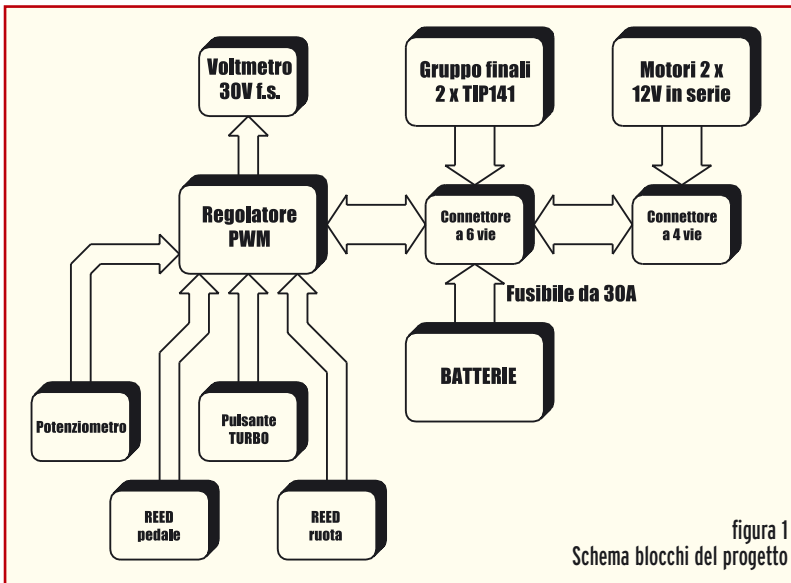 Voltmetro
30V f.s.
Gruppo finali
2 x TIP141
Motori 2 x
12V in serie
Regolatore
PWM
Connettore
a 6 vie
Connettore
a 4 vie
Fusibile da 30A
BATTERIE
Potenziometro
Pulsante
TURBO
REED
pedale
REED
ruota
figura 1
Schema blocchi del progetto